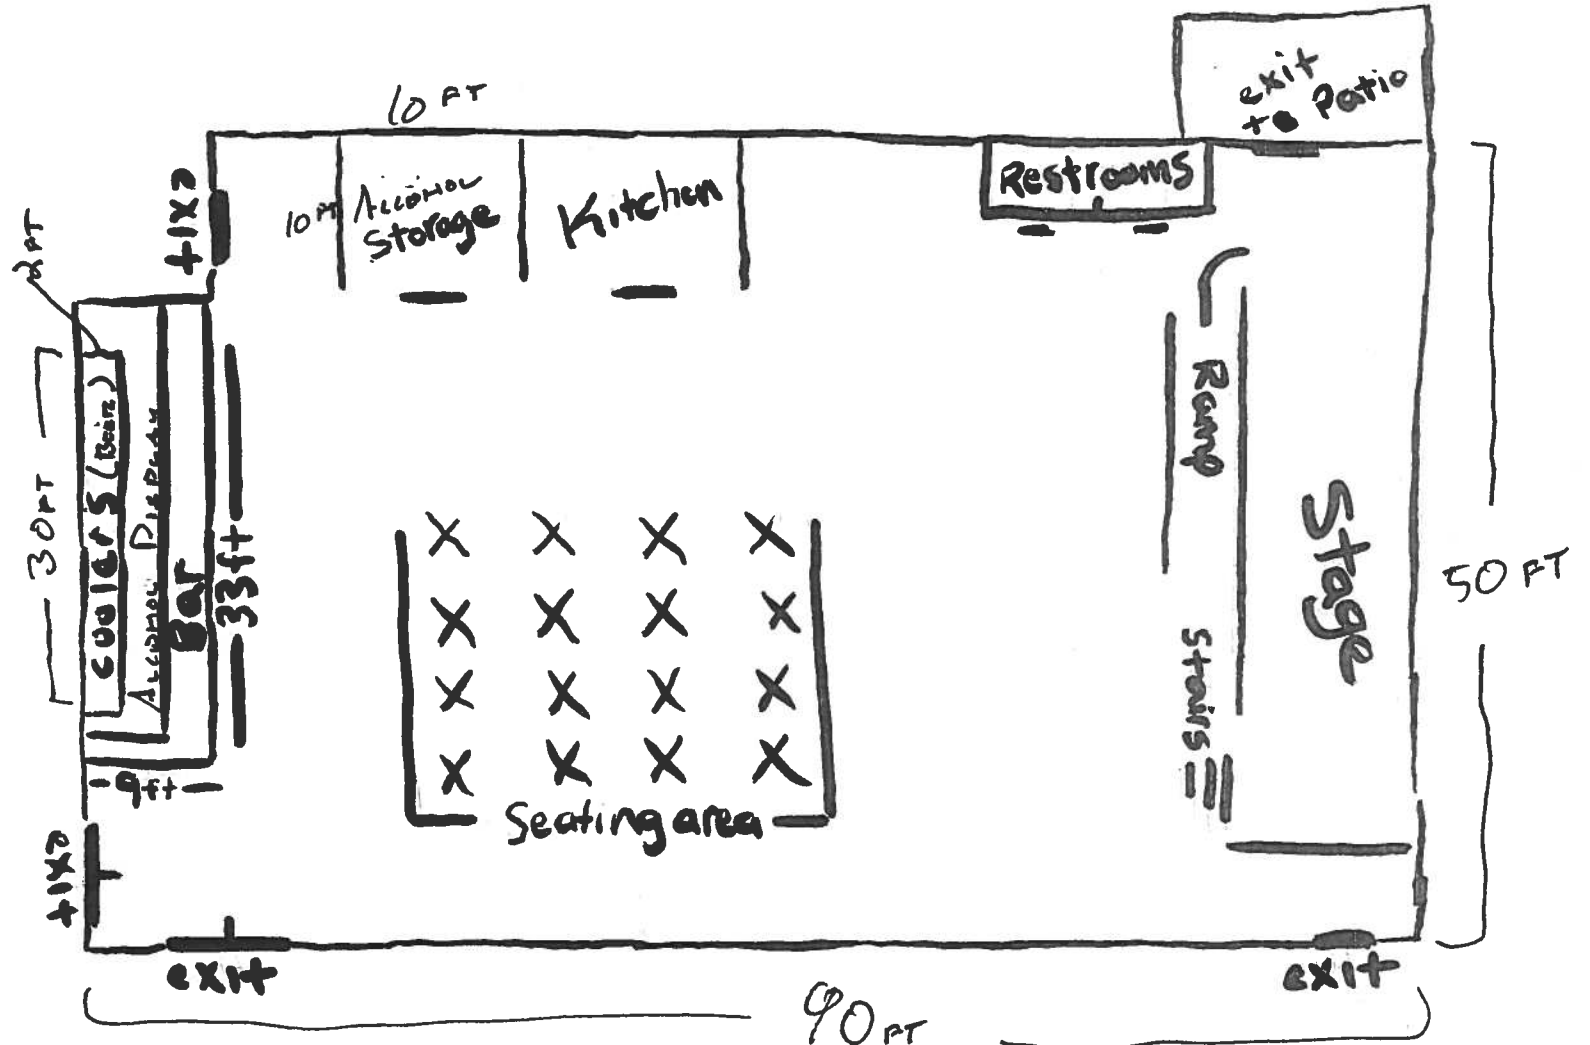 10 FT
exit
to Patio
exit
10 FT
Alcohol
Storage
Kitchen
Restrooms
2FT
30FT
coolers (Beer)
Alcohol Display
Bar
33ft
Ramp
Stage
50 FT
X X X X
X X X X
X X X X
X X X X
Stairs
9ft
Seating area
exit
exit
exit
90 FT